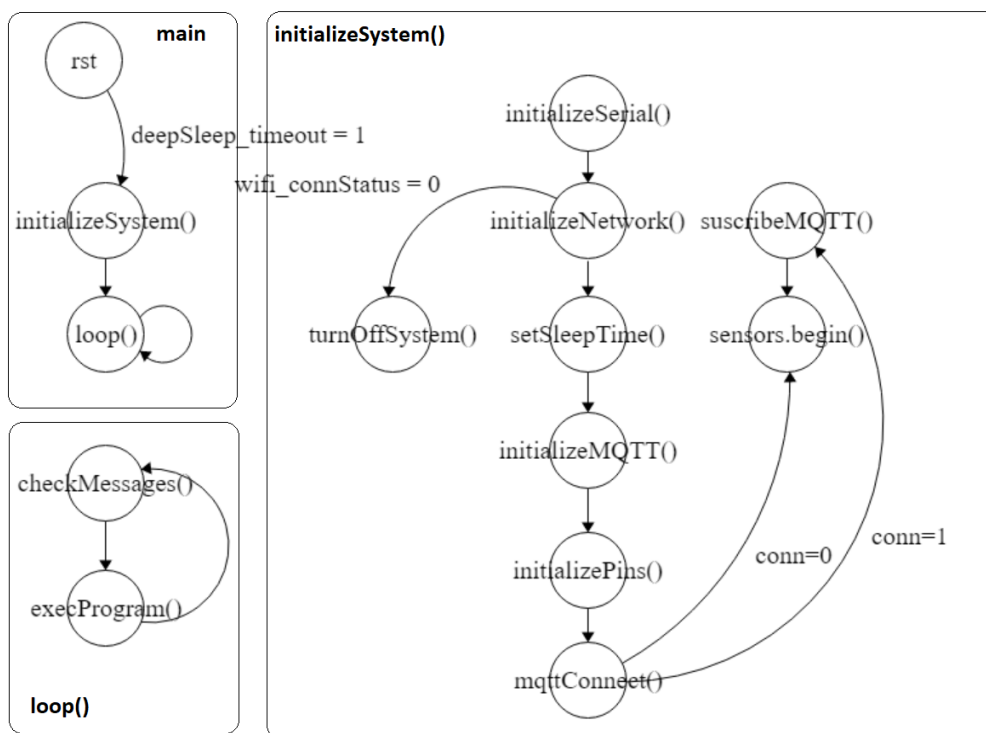 main
rst
deepSleep_timeout = 1
initializeSystem()
loop()
checkMessages()
execProgram()
loop()
initializeSystem()
initializeSerial()
wifi_connStatus = 0
initializeNetwork()
suscribeMQTT()
turnOffSystem()
setSleepTime()
sensors.begin()
initializeMQTT()
conn=1
conn=0
initializePins()
mqttConnect()